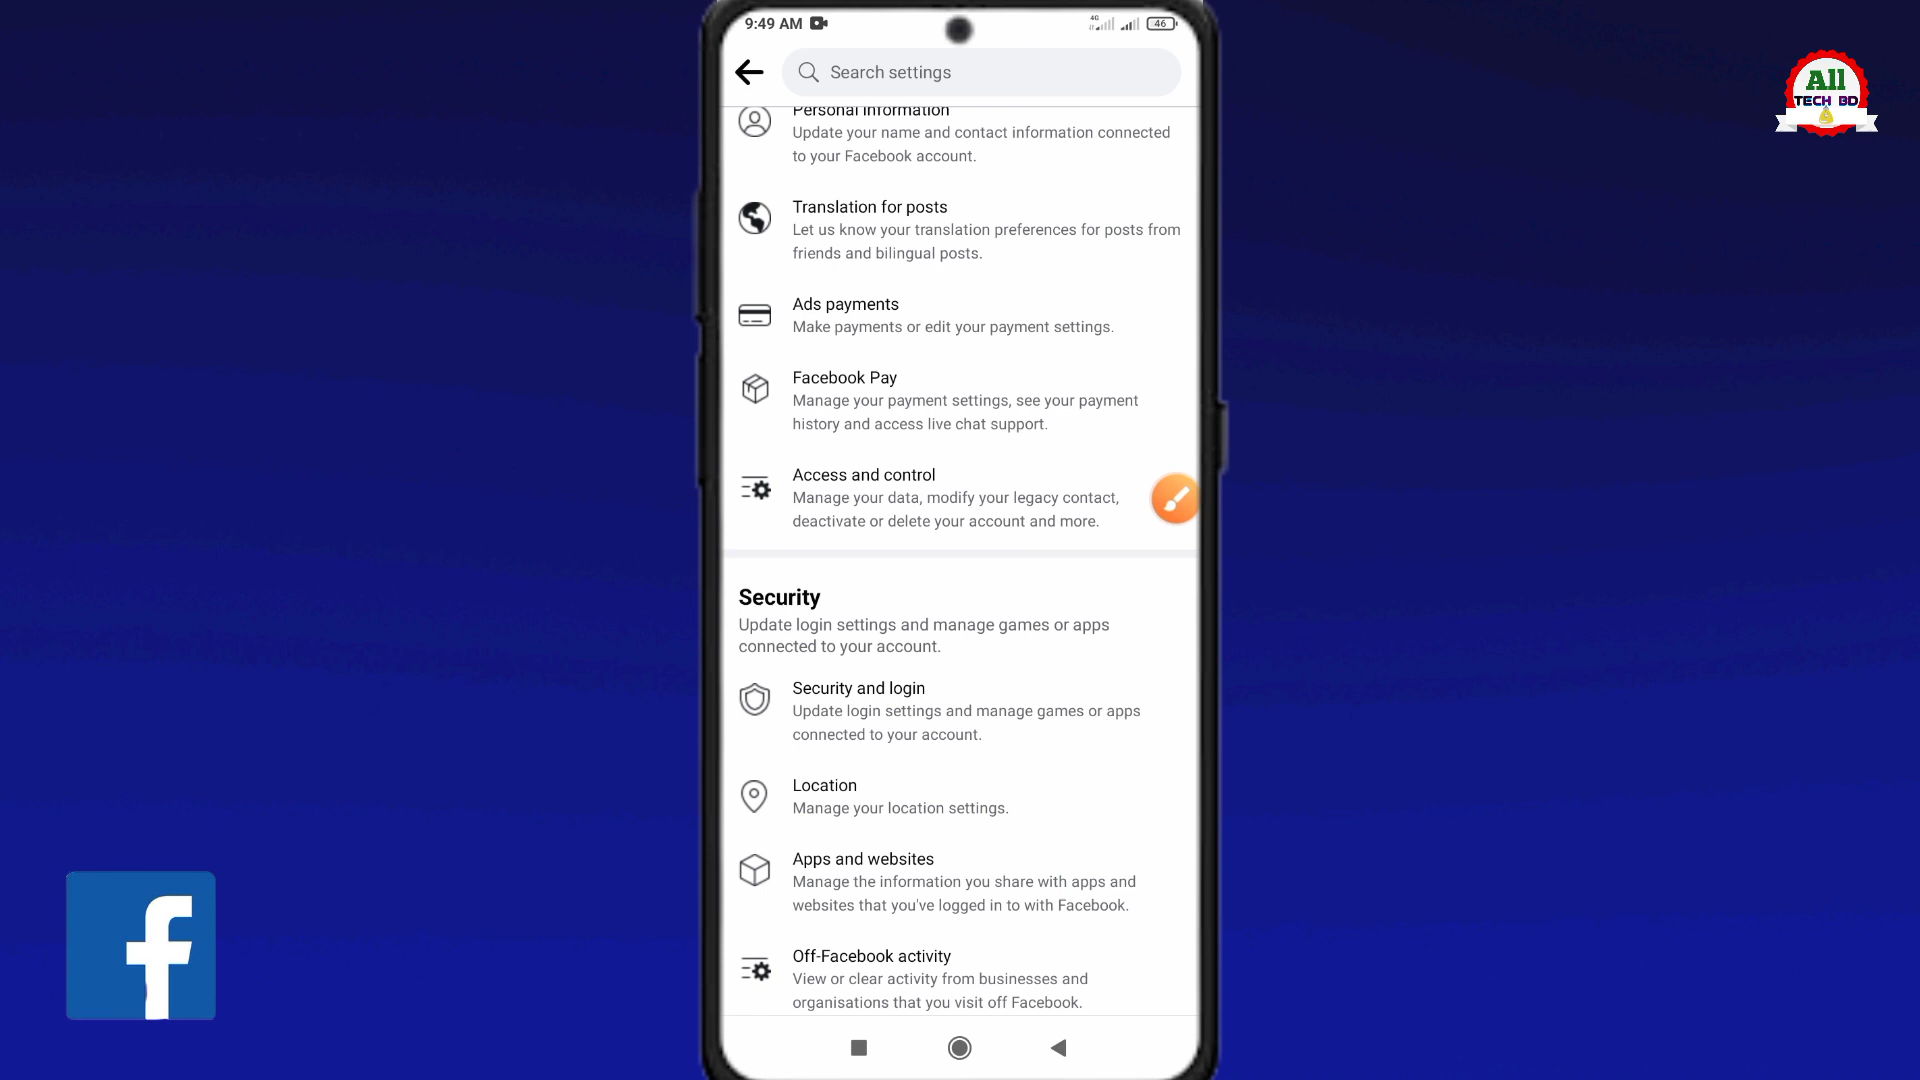 9:49 AM
4G
46
Search settings
All
TECH BD
Personal information
Update your name and contact information connected
to your Facebook account.
Translation for posts
Let us know your translation preferences for posts from
friends and bilingual posts.
Ads payments
Make payments or edit your payment settings.
Facebook Pay
Manage your payment settings, see your payment
history and access live chat support.
Access and control
Manage your data, modify your legacy contact,
deactivate or delete your account and more.
Security
Update login settings and manage games or apps
connected to your account.
Security and login
Update login settings and manage games or apps
connected to your account.
Location
Manage your location settings.
Apps and websites
Manage the information you share with apps and
websites that you've logged in to with Facebook.
Off-Facebook activity
View or clear activity from businesses and
organisations that you visit off Facebook.
f